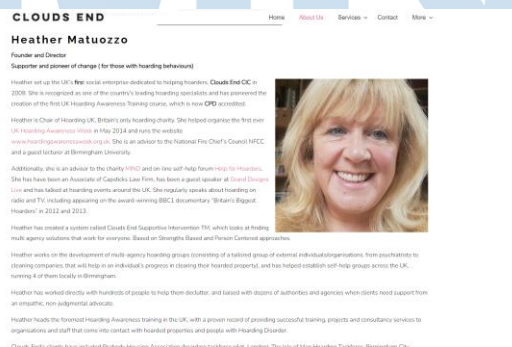 CLOUDS END
Home About Us Services Contact More
Heather Matuozzo
Founder and Director
Supporter and pioneer of change ( for those with hoarding behaviours)
Heather set up the UK's first social enterprise dedicated to helping hoarders, Clouds End CIC in
2008. She is recognized as one of the country's leading hoarding specialists and has pioneered the
creation of the first UK Hoarding Awareness Training course, which is now CPD accredited.
Heather is Chair of Hoarding UK, Britain's only hoarding charity. She helped organise the first ever
UK Hoarding Awareness Week in May 2014 and runs the website
www.hoardingawarenessweek.org.uk. She is an advisor to the National Fire Chief's Council NFCC
and a guest lecturer at Birmingham University.
Additionally, she is an advisor to the charity MIND and on-line self-help forum Help for Hoarders.
She has have been an Associate of Capsticks Law Firm, has been a guest speaker at Grand Designs
Live and has talked at hoarding events around the UK. She regularly speaks about hoarding on
radio and TV, including appearing on the award-winning BBC1 documentary "Britain's Biggest
Hoarders" in 2012 and 2013.
Heather has created a system called Clouds End Supportive Intervention TM, which looks at finding
multi agency solutions that work for everyone. Based on Strengths Based and Person Centered approaches.
Heather works on the development of multi-agency hoarding groups (consisting of a tailored group of external individuals/organisations, from psychiatrists to
cleaning companies, that will help in an individual's progress in clearing their hoarded property), and has helped establish self-help groups across the UK,
running 4 of them locally in Birmingham.
Heather has worked directly with hundreds of people to help them declutter, and liaised with dozens of authorities and agencies when clients need support from
an empathic, non-judgmental advocate.
Heather heads the foremost Hoarding Awareness training in the UK, with a proven record of providing successful training, projects and consultancy services to
organisations and staff that come into contact with hoarded properties and people with Hoarding Disorder.